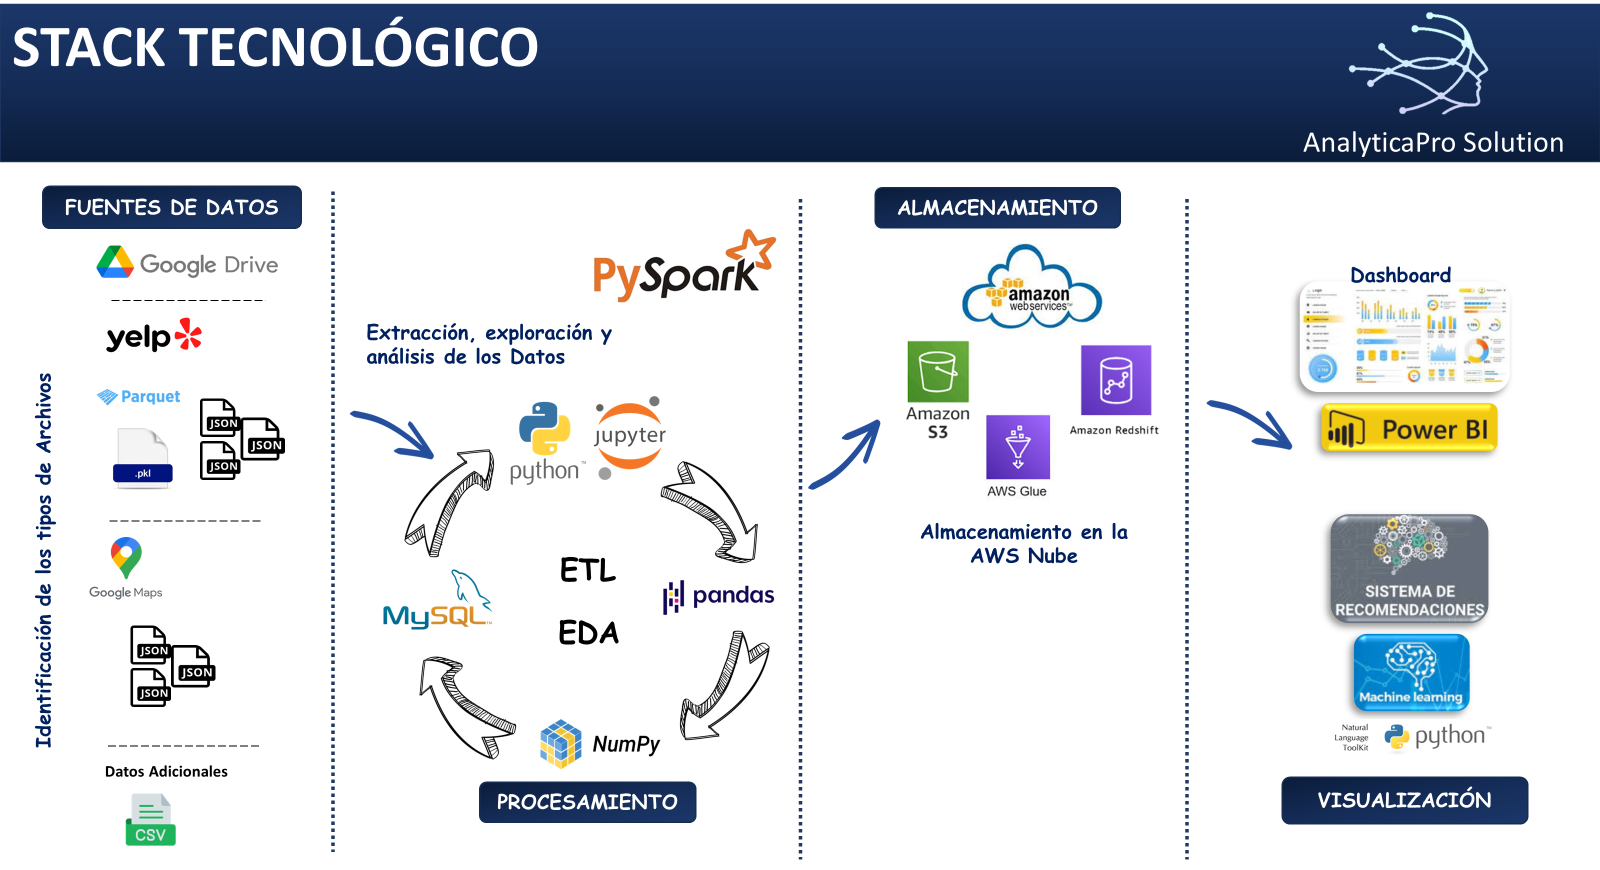 STACK TECNOLÓGICO
AnalyticaPro Solution
FUENTES DE DATOS
Google Drive
yelp
Identificación de los tipos de Archivos
Parquet
.pkl
JSON
JSON
JSON
Google Maps
JSON
JSON
JSON
Datos Adicionales
CSV
PySpark
Extracción, exploración y
análisis de los Datos
python™
jupyter
MySQL
ETL
EDA
pandas
NumPy
PROCESAMIENTO
ALMACENAMIENTO
amazon
webservices™
Amazon
S3
Amazon Redshift
AWS Glue
Almacenamiento en la
AWS Nube
Dashboard
Power BI
SISTEMA DE
RECOMENDACIONES
Machine learning
Natural
Language
ToolKit
python™
VISUALIZACIÓN